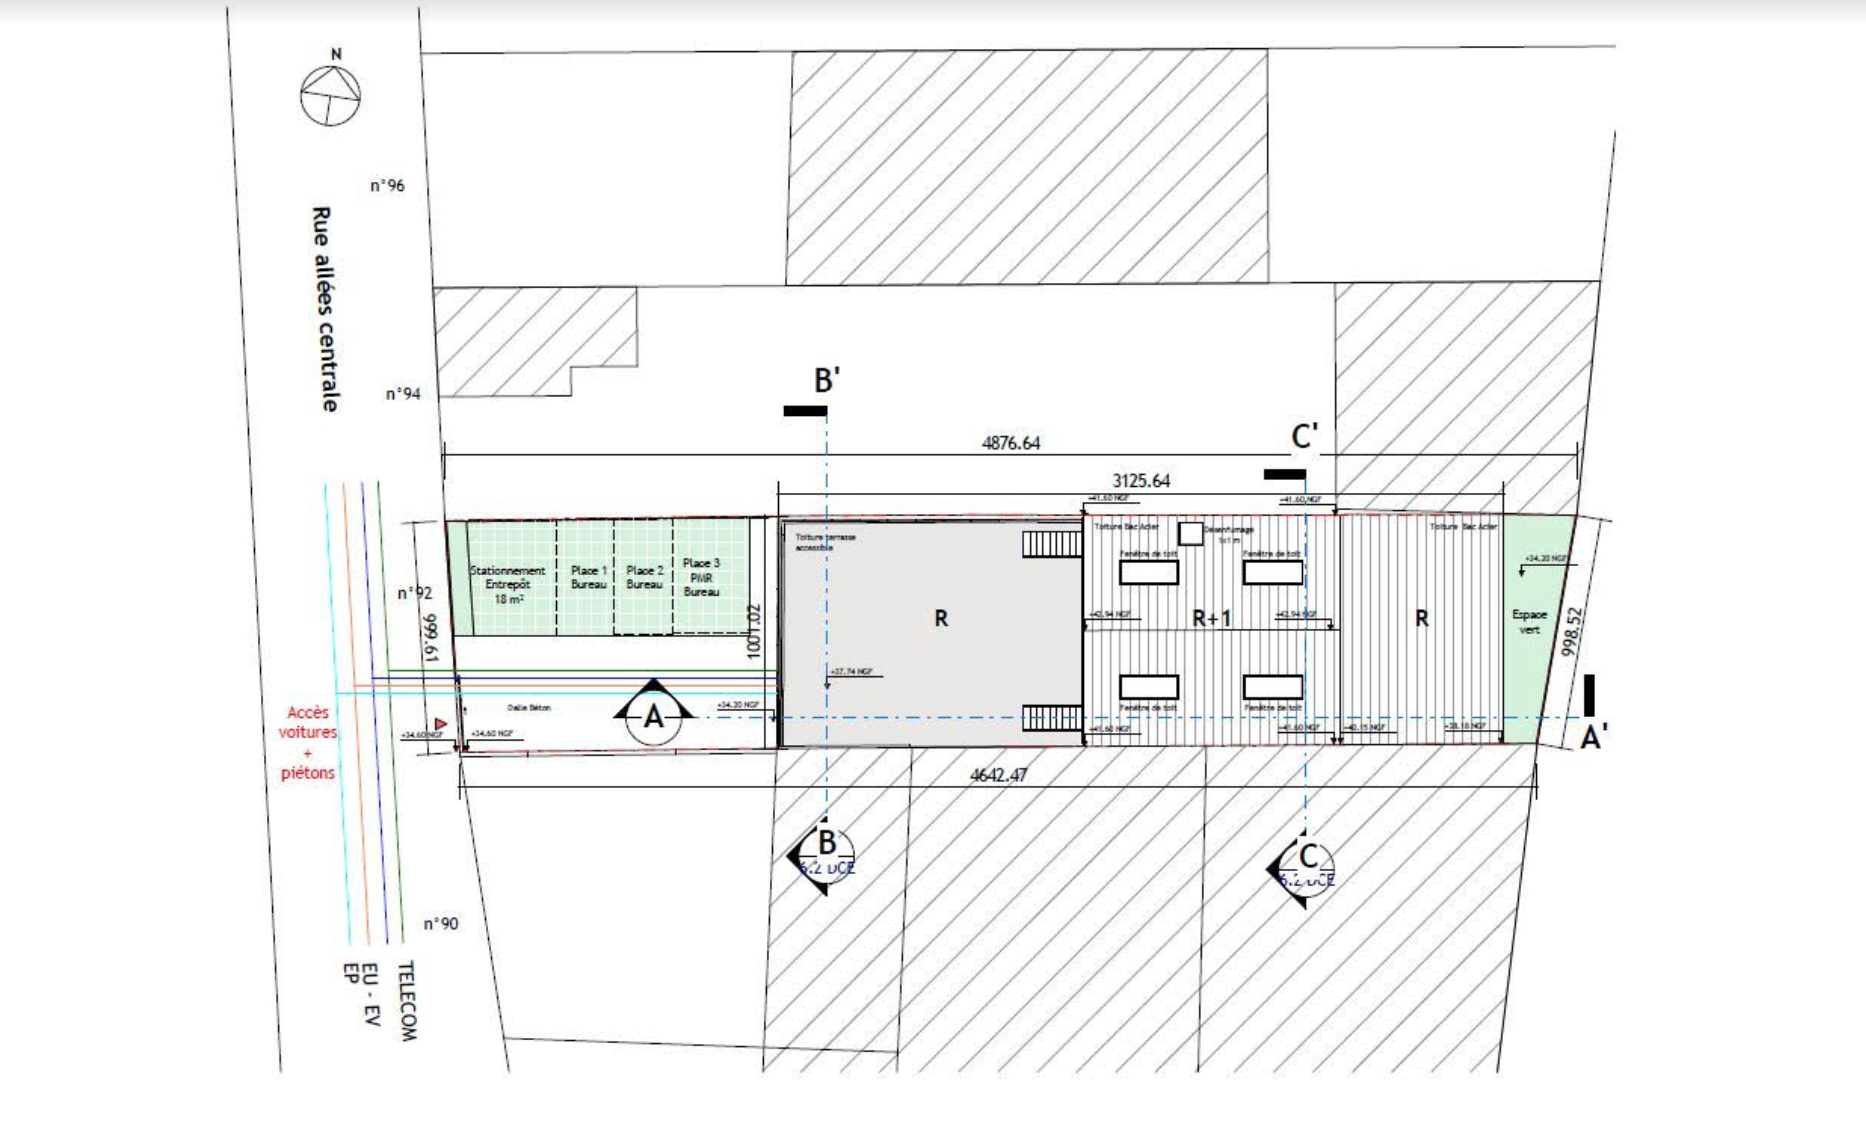 N
n°96
Rue allées centrale
n°94
B'
C'
4876.64
3125.64
+41.60 NGF
+41.60 NGF
Toiture terrasse
accessible
Toiture Bac Acier
Désenfumage
1x1 m
Toiture Bac Acier
Fenêtre de toit
Fenêtre de toit
+34.20 NGF
Stationnement
Entrepôt
18 m²
Place 1
Bureau
Place 2
Bureau
Place 3
PMR
Bureau
n°92
999.61
1001.02
R
+42.94 NGF
R+1
+42.94 NGF
R
Espace
vert
998.52
+37.74 NGF
Accès
voitures
+
piétons
Dalle Béton
A
+34.20 NGF
Fenêtre de toit
Fenêtre de toit
+34.60 NGF
+34.60 NGF
+41.60 NGF
+41.60 NGF
+40.15 NGF
+38.18 NGF
A'
4642.47
B
6.2 DCE
C
6.2 DCE
n°90
EP
EU - EV
TELECOM